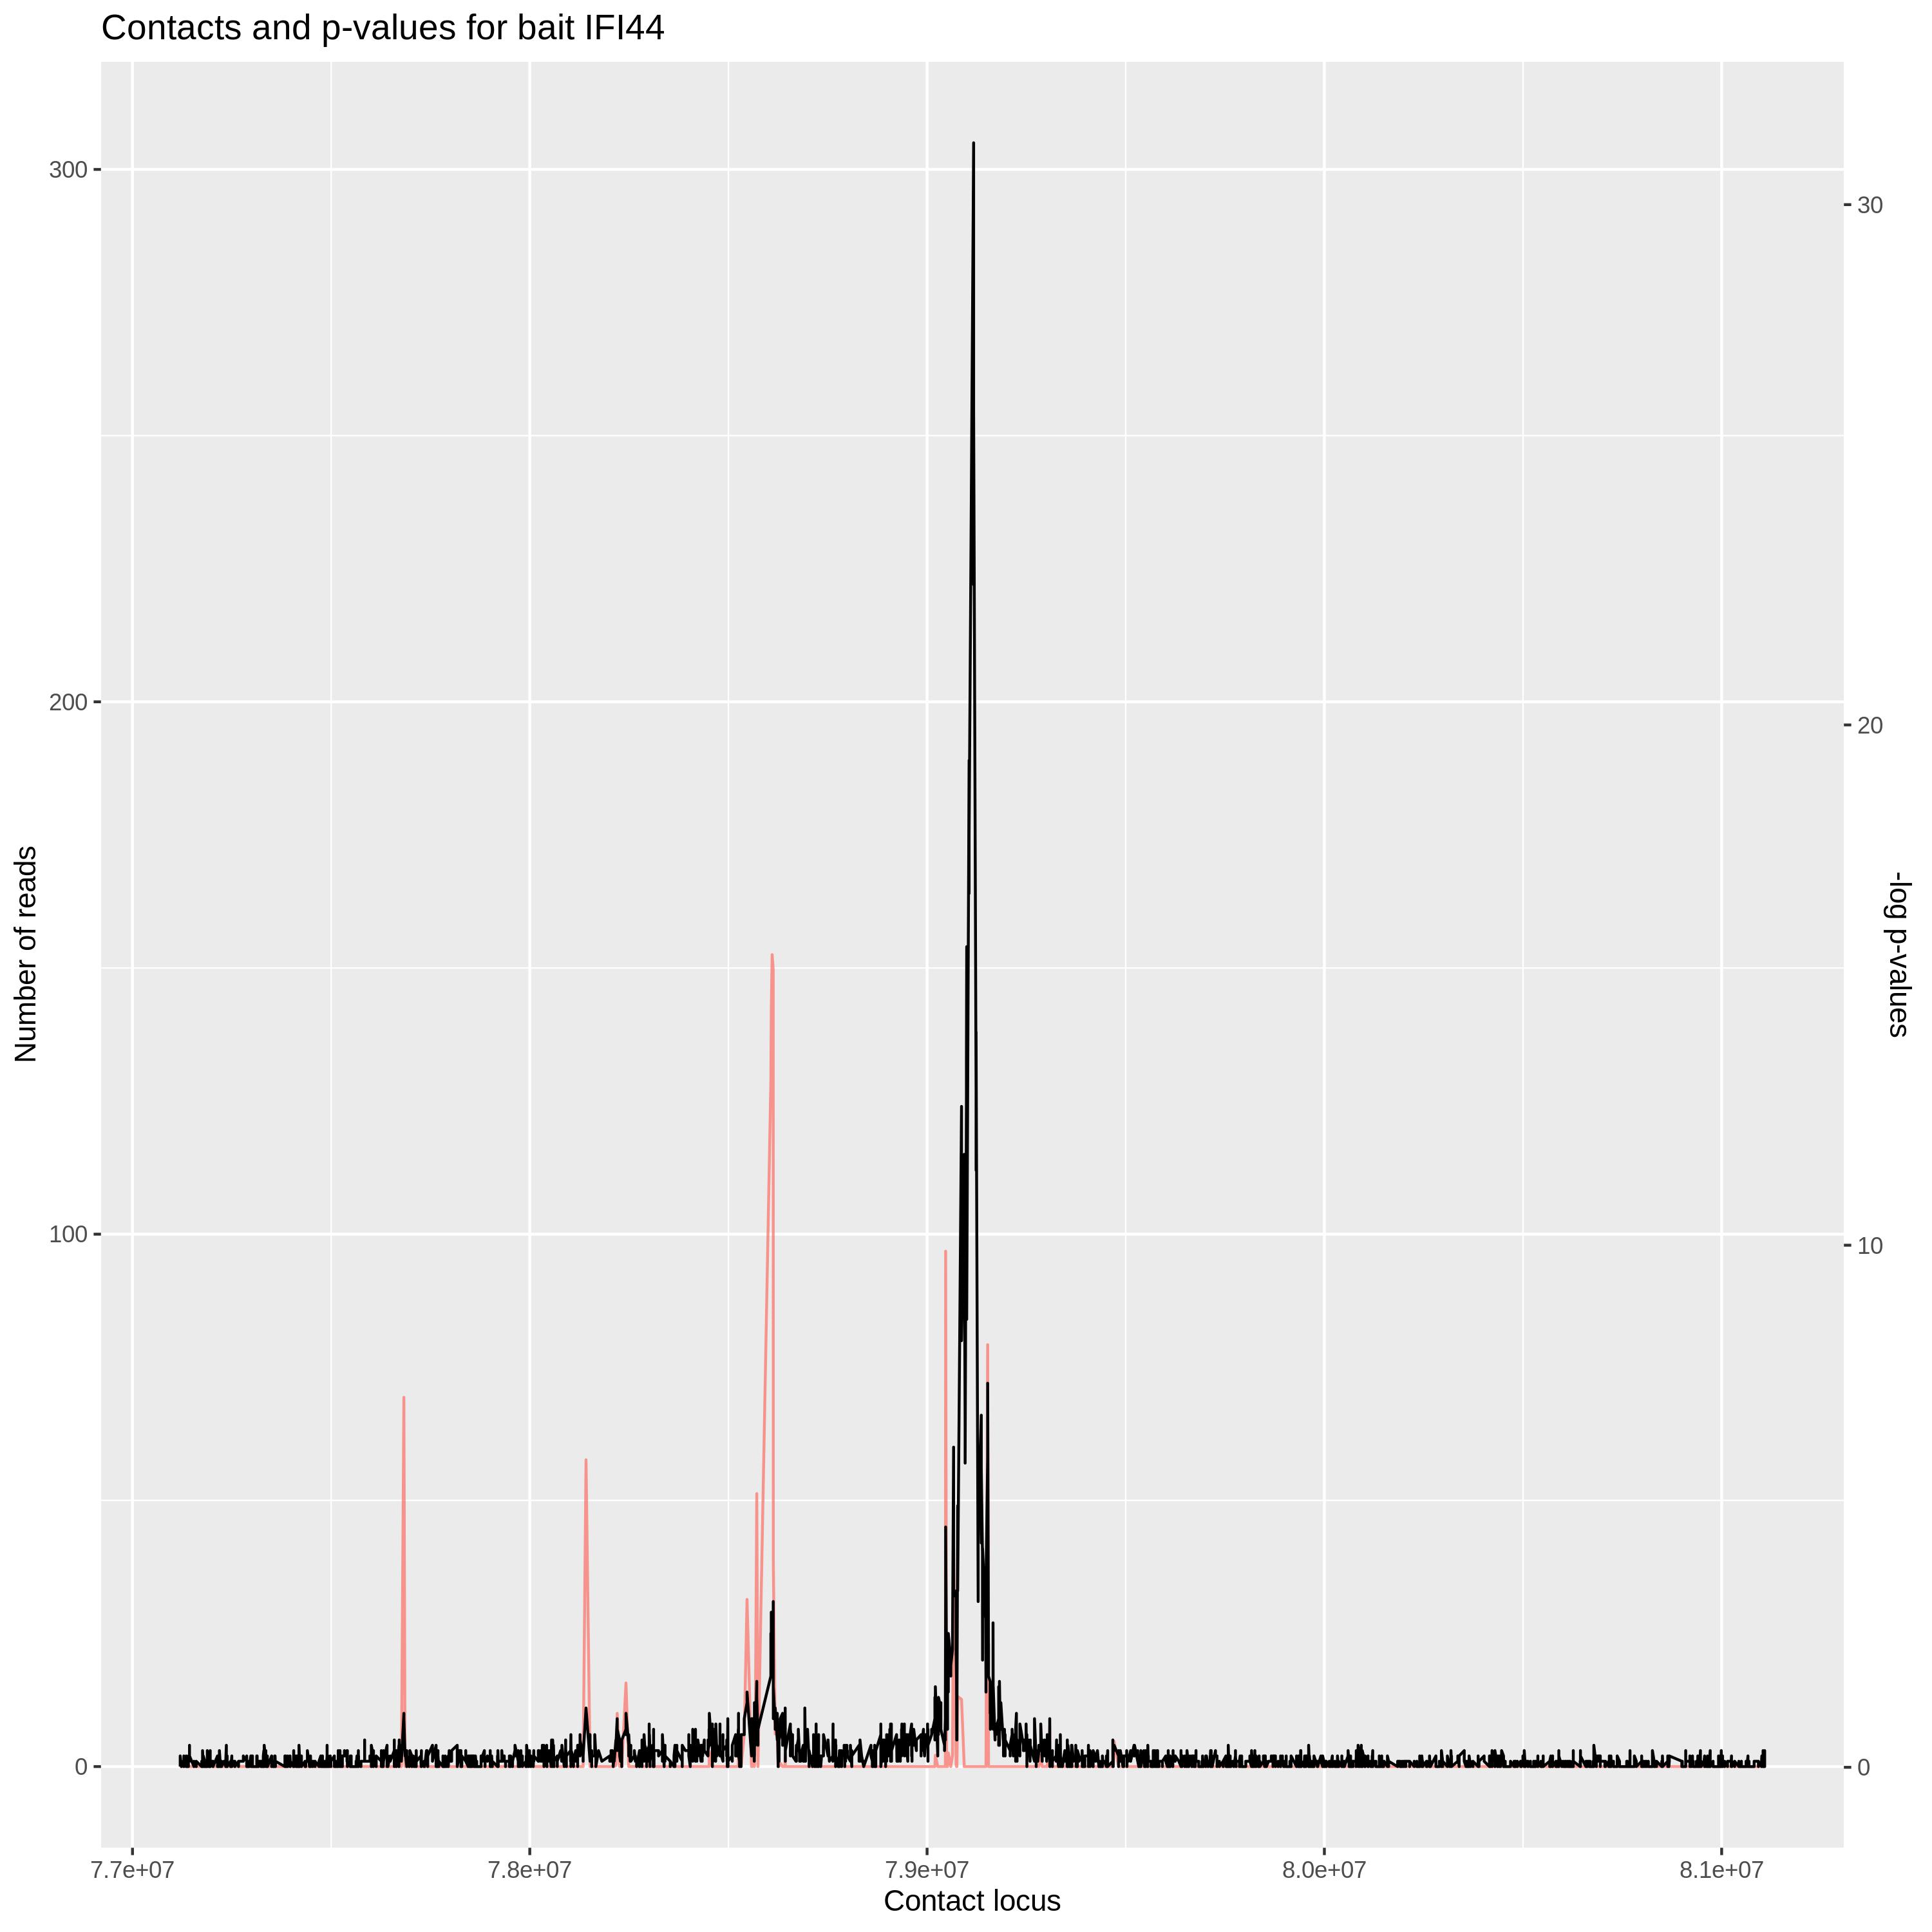 Contacts and p-values for bait IFI44
Number of reads
300
200
100
0
30
20
10
0
-log p-values
7.7e+07
7.8e+07
7.9e+07
8.0e+07
8.1e+07
Contact locus